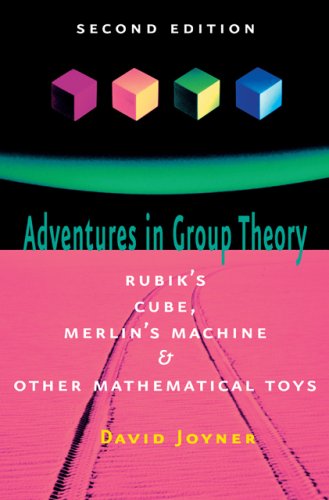 SECOND EDITION
Adventures in Group Theory
RUBIK'S
CUBE,
MERLIN'S MACHINE
&
OTHER MATHEMATICAL TOYS
DAVID JOYNER